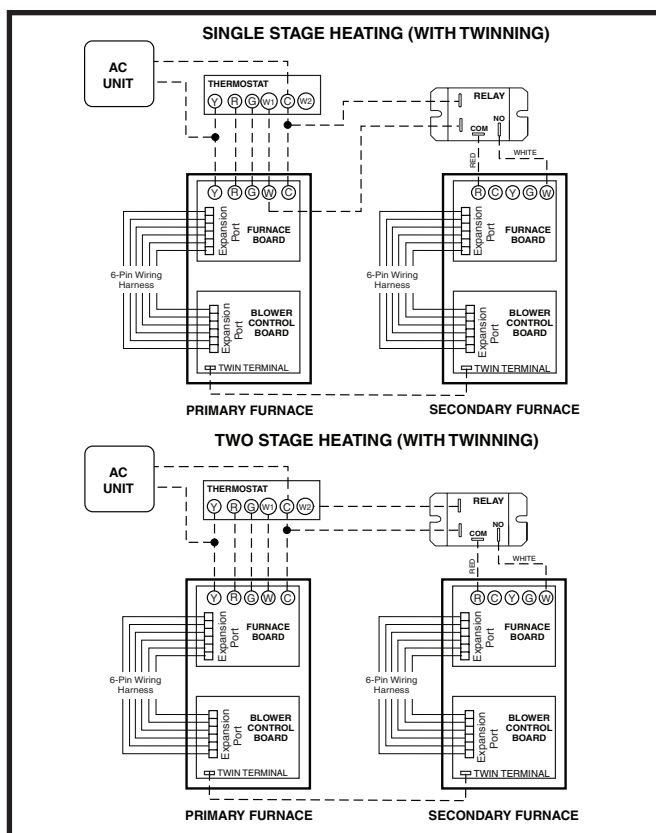 SINGLE STAGE HEATING (WITH TWINNING)
AC
UNIT
THERMOSTAT
Y R G W1 C W2
RELAY
COM
NO
RED
WHITE
Y R G W C
Expansion
Port
FURNACE
BOARD
6-Pin Wiring
Harness
Expansion
Port
BLOWER
CONTROL
BOARD
TWIN TERMINAL
PRIMARY FURNACE
R C Y G W
Expansion
Port
FURNACE
BOARD
6-Pin Wiring
Harness
Expansion
Port
BLOWER
CONTROL
BOARD
TWIN TERMINAL
SECONDARY FURNACE
TWO STAGE HEATING (WITH TWINNING)
AC
UNIT
THERMOSTAT
Y R G W1 C W2
RELAY
COM
NO
RED
WHITE
Y R G W C
Expansion
Port
FURNACE
BOARD
6-Pin Wiring
Harness
Expansion
Port
BLOWER
CONTROL
BOARD
TWIN TERMINAL
PRIMARY FURNACE
R C Y G W
Expansion
Port
FURNACE
BOARD
6-Pin Wiring
Harness
Expansion
Port
BLOWER
CONTROL
BOARD
TWIN TERMINAL
SECONDARY FURNACE